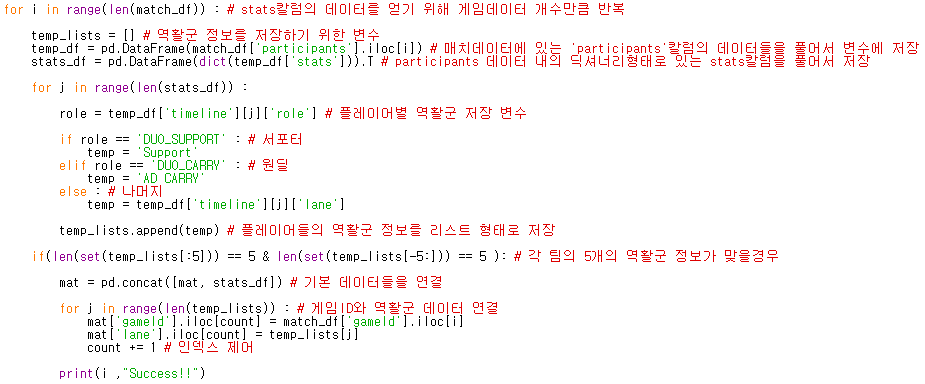 for i in range(len(match_df)) : # stats칼럼의 데이터를 얻기 위해 게임데이터 개수만큼 반복
temp_lists = [] # 역활군 정보를 저장하기 위한 변수
temp_df = pd.DataFrame(match_df['participants'].iloc[i]) # 매치데이터에 있는 'participants'칼럼의 데이터들을 풀어서 변수에 저장
stats_df = pd.DataFrame(dict(temp_df['stats'])).T # participants 데이터 내의 딕셔너리형태로 있는 stats칼럼을 풀어서 저장
for j in range(len(stats_df)) :
role = temp_df['timeline'][j]['role'] # 플레이어별 역활군 저장 변수
if role == 'DUO_SUPPORT' : # 서포터
temp = 'Support'
elif role == 'DUO_CARRY' : # 원딜
temp = 'AD CARRY'
else : # 나머지
temp = temp_df['timeline'][j]['lane']
temp_lists.append(temp) # 플레이어들의 역활군 정보를 리스트 형태로 저장
if(len(set(temp_lists[:5])) == 5 & len(set(temp_lists[-5:])) == 5 ): # 각 팀의 5개의 역활군 정보가 맞을경우
mat = pd.concat([mat, stats_df]) # 기본 데이터들을 연결
for j in range(len(temp_lists)) : # 게임ID와 역활군 데이터 연결
mat['gameId'].iloc[count] = match_df['gameId'].iloc[i]
mat['lane'].iloc[count] = temp_lists[j]
count += 1 # 인덱스 제어
print(i ,"Success!!")